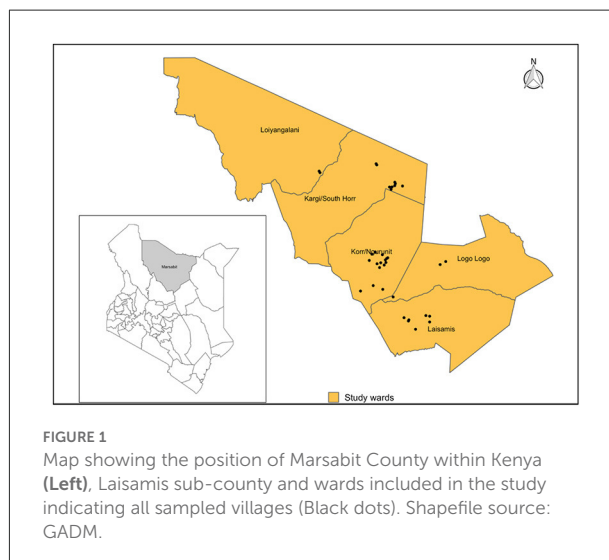 N
Loiyangalani
Kargi/South Horr
Korr/Ngurunit
Logo Logo
Laisamis
Marsabit
Study wards
FIGURE 1
Map showing the position of Marsabit County within Kenya
(Left), Laisamis sub-county and wards included in the study
indicating all sampled villages (Black dots). Shapefile source:
GADM.